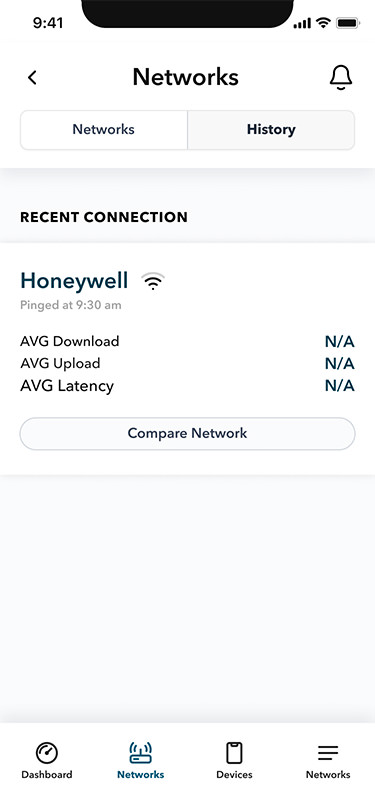 9:41
Networks
Networks History
RECENT CONNECTION
Honeywell
Pinged at 9:30 am
AVG Download N/A
AVG Upload N/A
AVG Latency N/A
Compare Network
Dashboard Networks Devices Networks